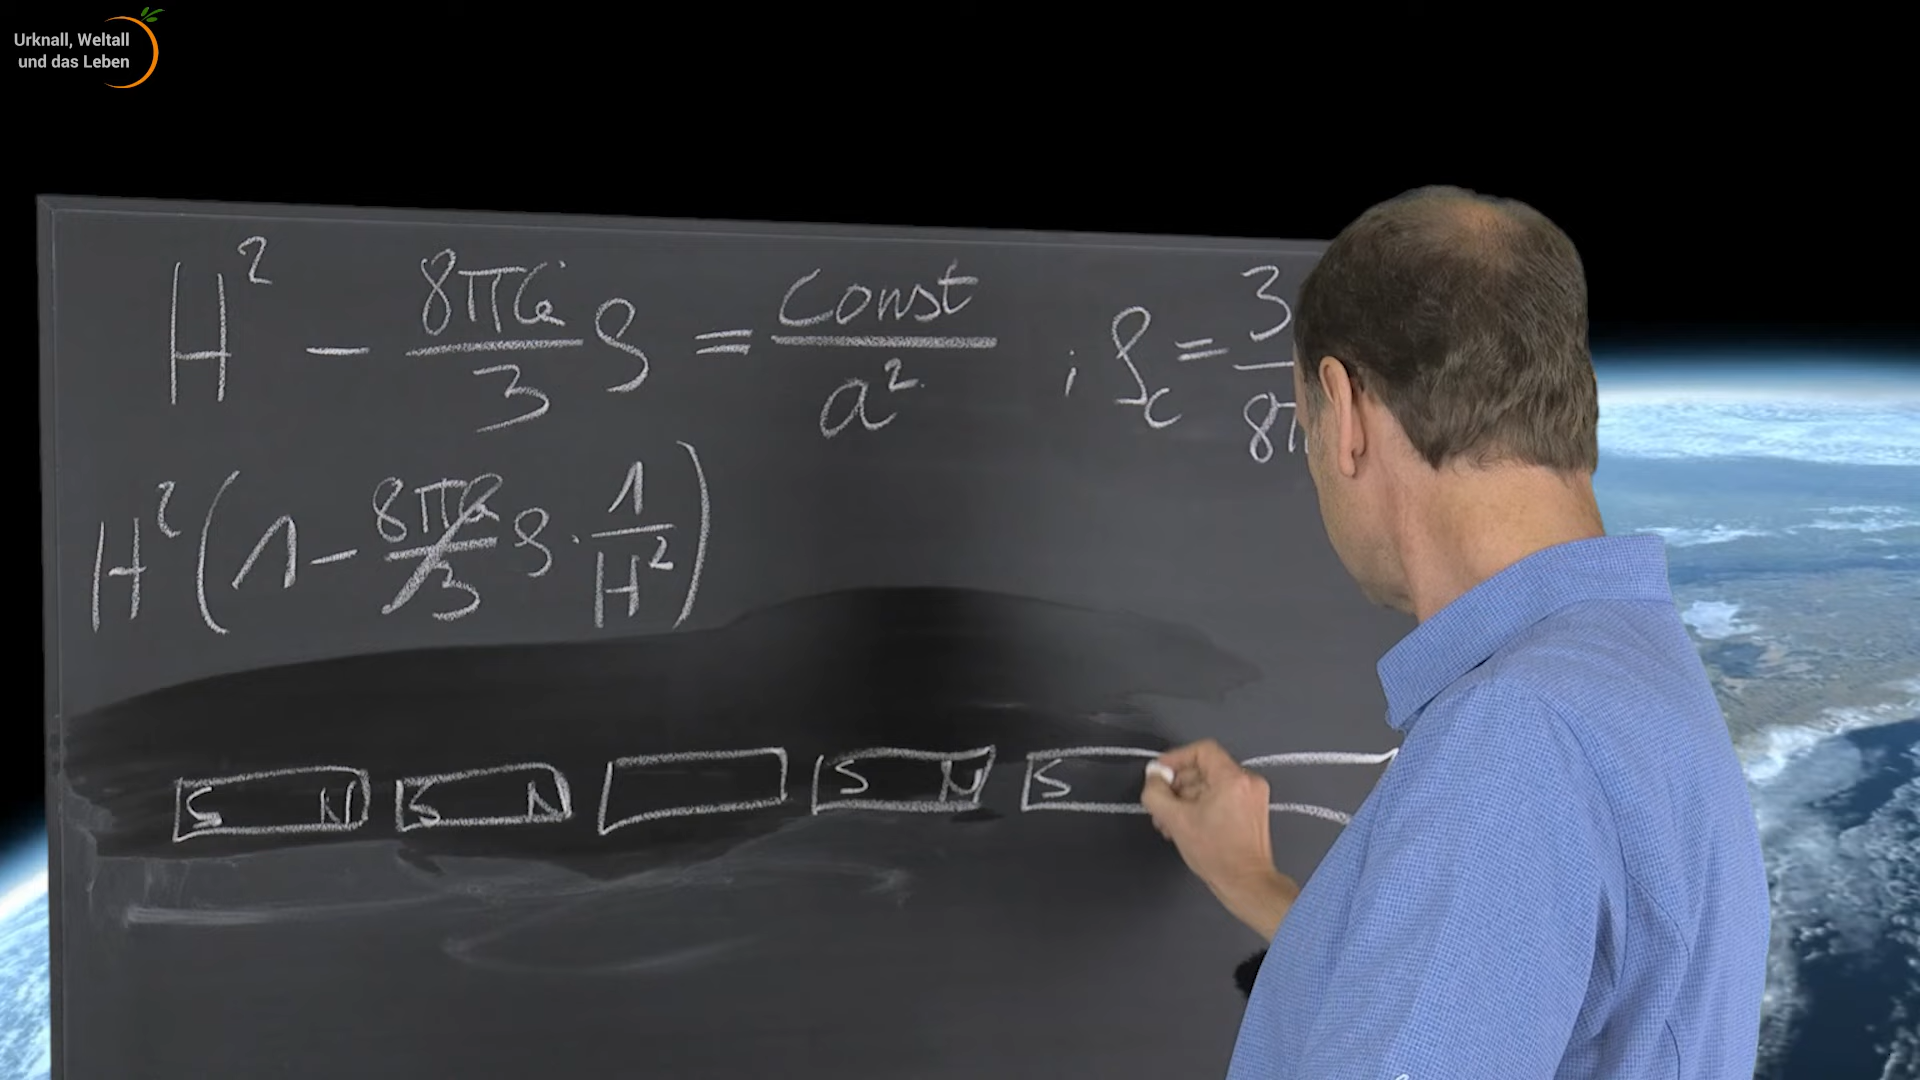 Urknall, Weltall
und das Leben
H² − 8πG/3 ρ = const/a² ; ρc = 3/8π
H² (1 − 8πG/3 ρ · 1/H²)
S N S N S N S